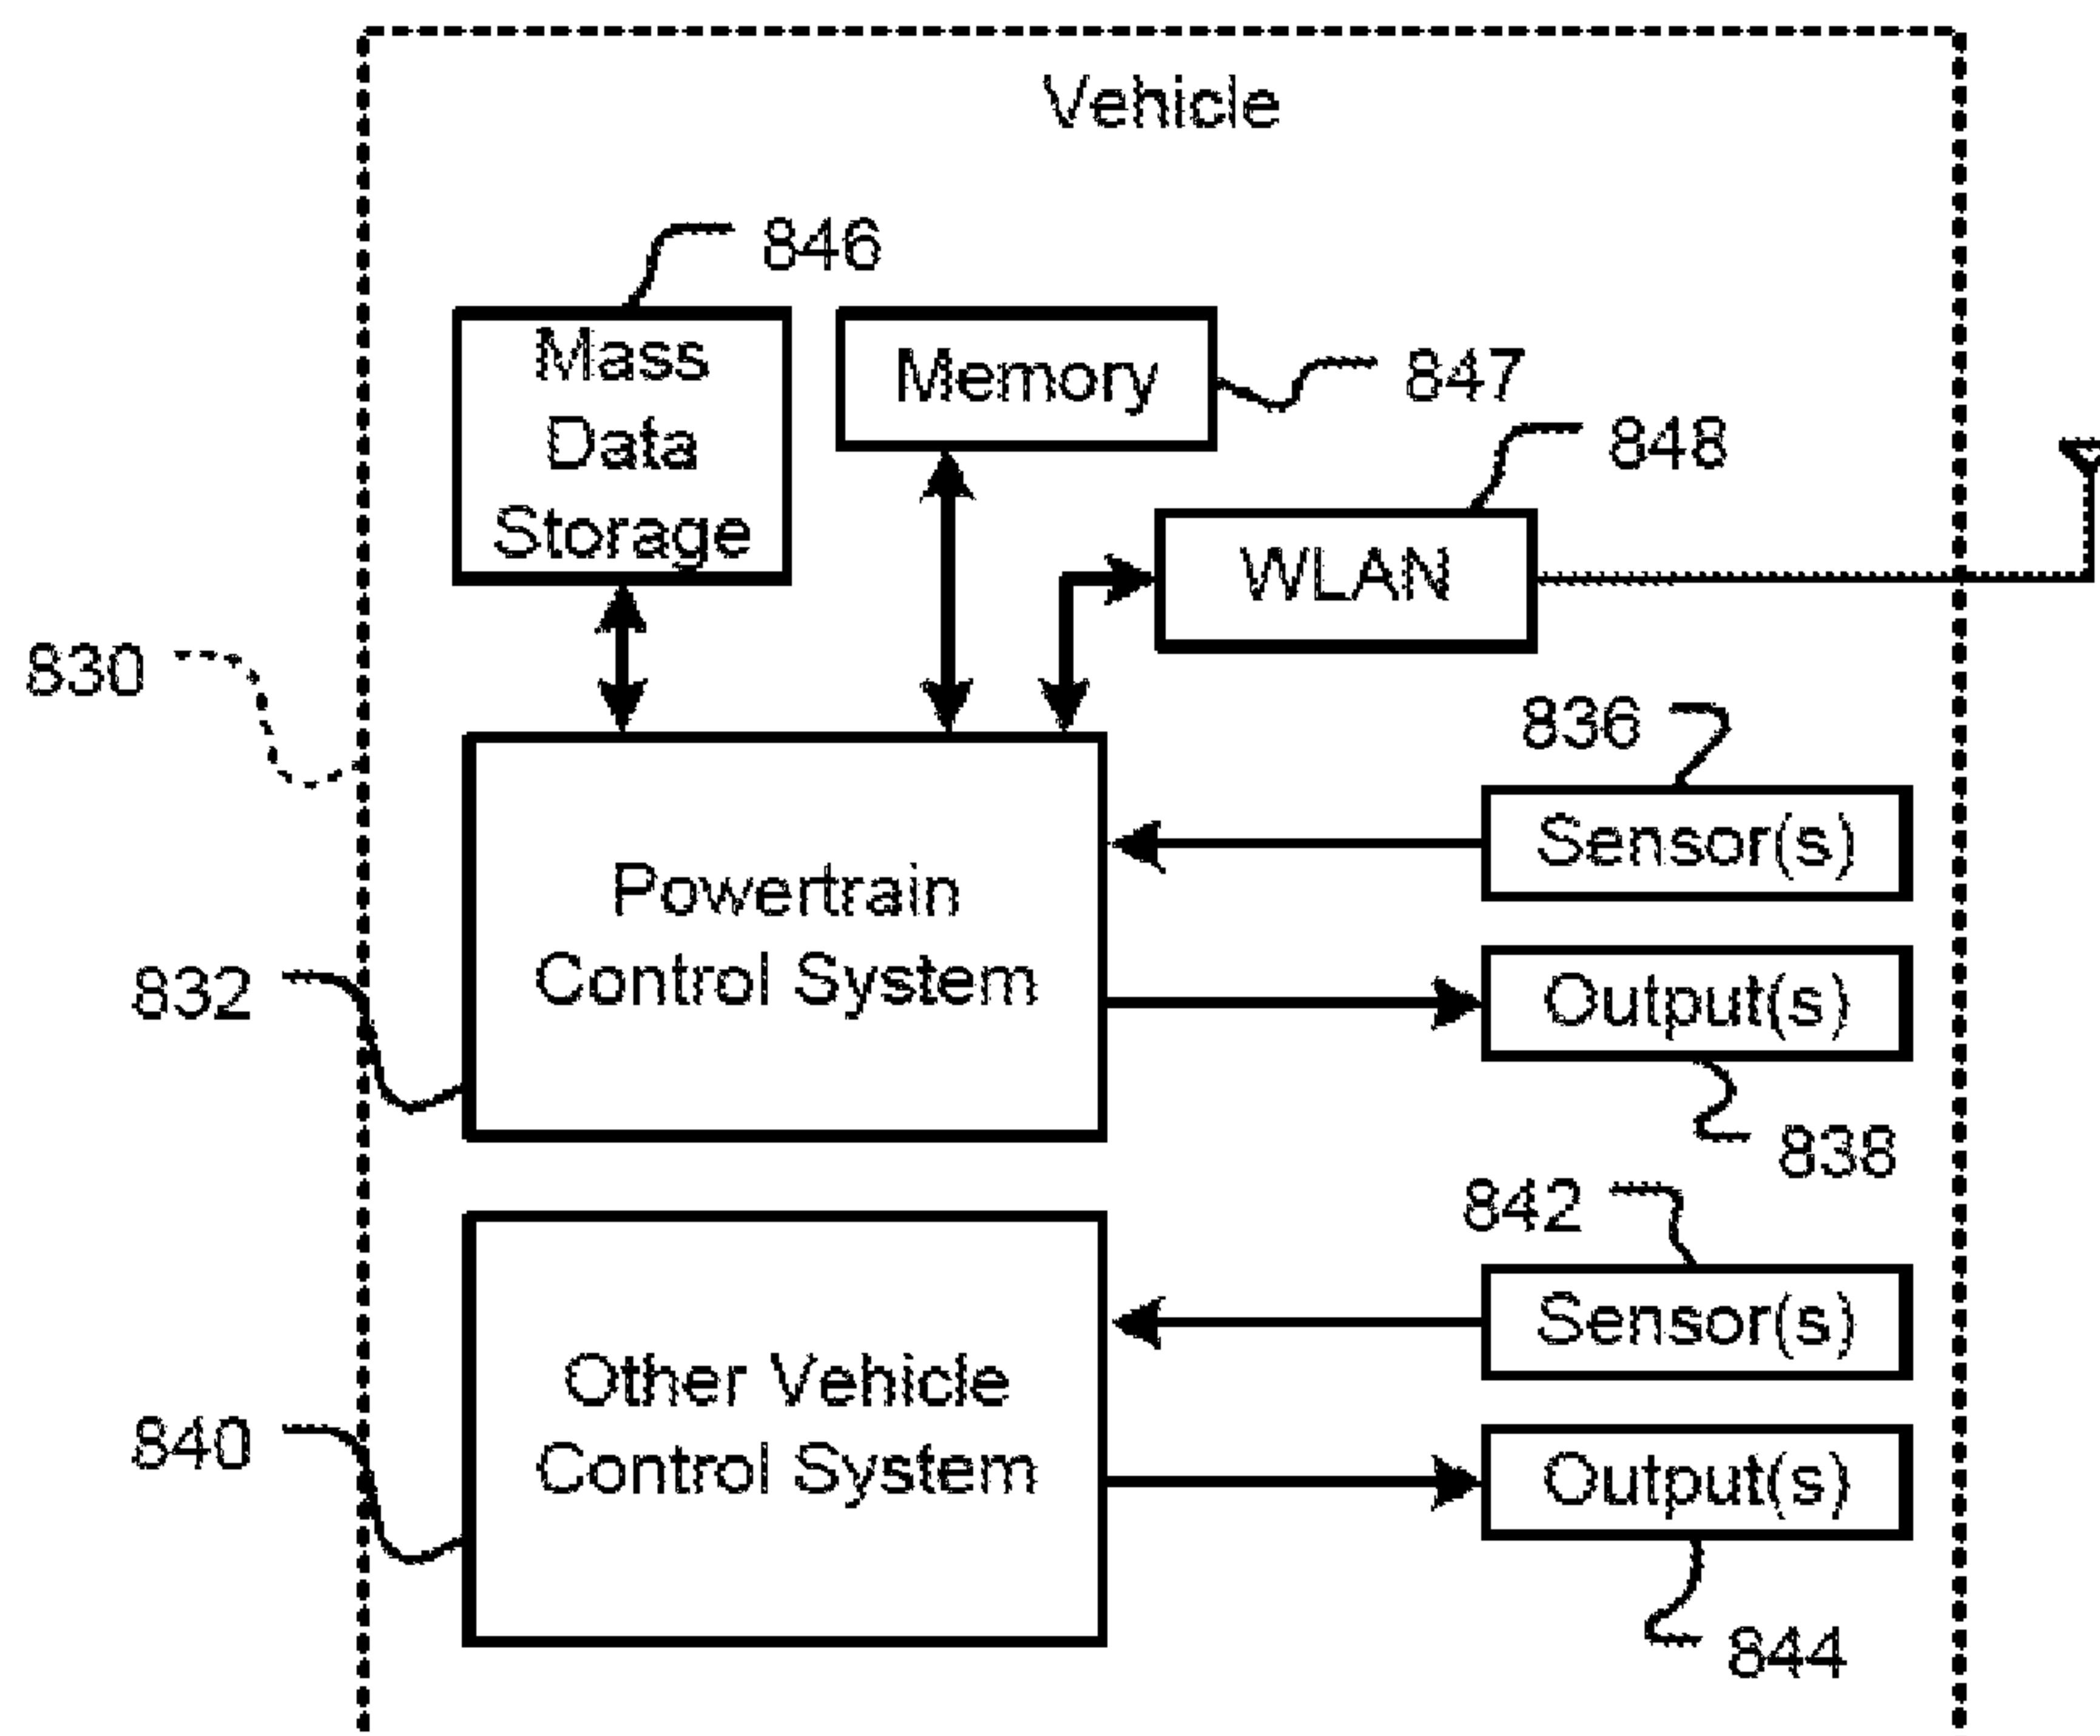 Vehicle
846
Mass
Data
Storage
Memory
847
848
WLAN
830
836
Sensor(s)
Powertrain
Control System
832
Output(s)
838
842
Sensor(s)
Other Vehicle
Control System
840
Output(s)
844